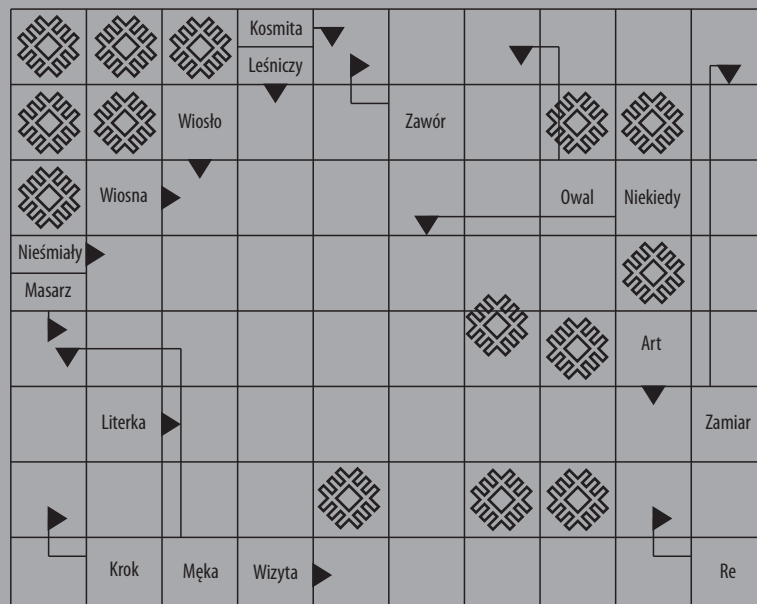 Kosmita
Leśniczy
Wiosło
Zawór
Wiosna
Owal
Niekiedy
Nieśmiały
Masarz
Art
Literka
Zamiar
Krok
Męka
Wizyta
Re